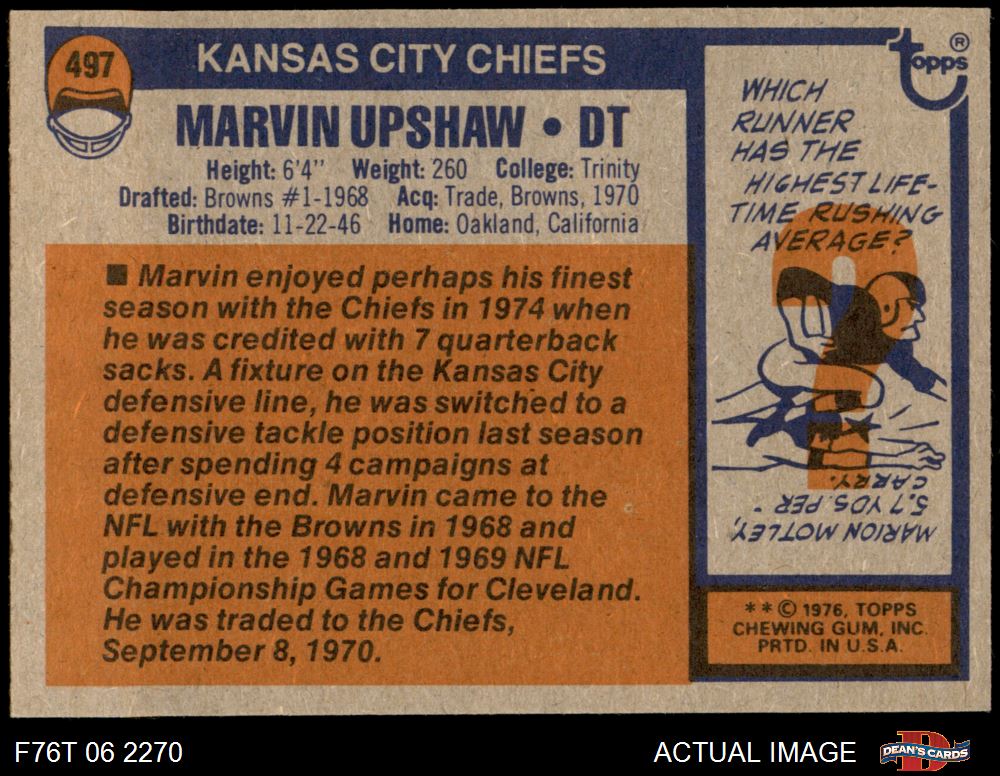 497
KANSAS CITY CHIEFS
MARVIN UPSHAW • DT
Height: 6'4" Weight: 260 College: Trinity
Drafted: Browns #1-1968 Acq: Trade, Browns, 1970
Birthdate: 11-22-46 Home: Oakland, California
■ Marvin enjoyed perhaps his finest
season with the Chiefs in 1974 when
he was credited with 7 quarterback
sacks. A fixture on the Kansas City
defensive line, he was switched to a
defensive tackle position last season
after spending 4 campaigns at
defensive end. Marvin came to the
NFL with the Browns in 1968 and
played in the 1968 and 1969 NFL
Championship Games for Cleveland.
He was traded to the Chiefs,
September 8, 1970.
topps®
WHICH
RUNNER
HAS THE
HIGHEST LIFE-
TIME RUSHING
AVERAGE?
?
MARION MOTLEY,
5.7 YDS. PER
CARRY.
** © 1976, TOPPS
CHEWING GUM, INC.
PRTD. IN U.S.A.
F76T 06 2270
ACTUAL IMAGE
D
DEAN'S CARDS